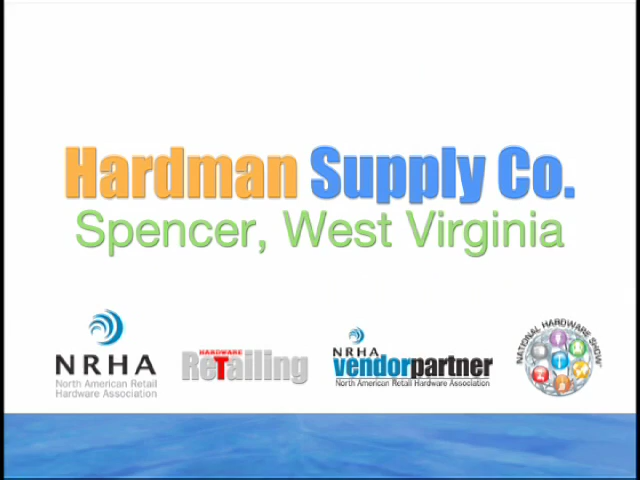 Hardman Supply Co.
Spencer, West Virginia
NRHA
North American Retail
Hardware Association
HARDWARE
ReTailing
NRHA
vendorpartner
North American Retail Hardware Association
NATIONAL HARDWARE SHOW